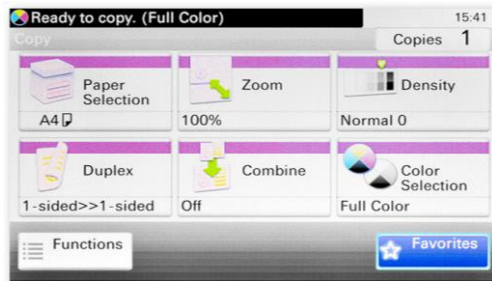 Ready to copy. (Full Color)
15:41
Copy
Copies 1
Paper
Selection
A4
Zoom
100%
Density
Normal 0
Duplex
1-sided>>1-sided
Combine
Off
Color
Selection
Full Color
Functions
Favorites